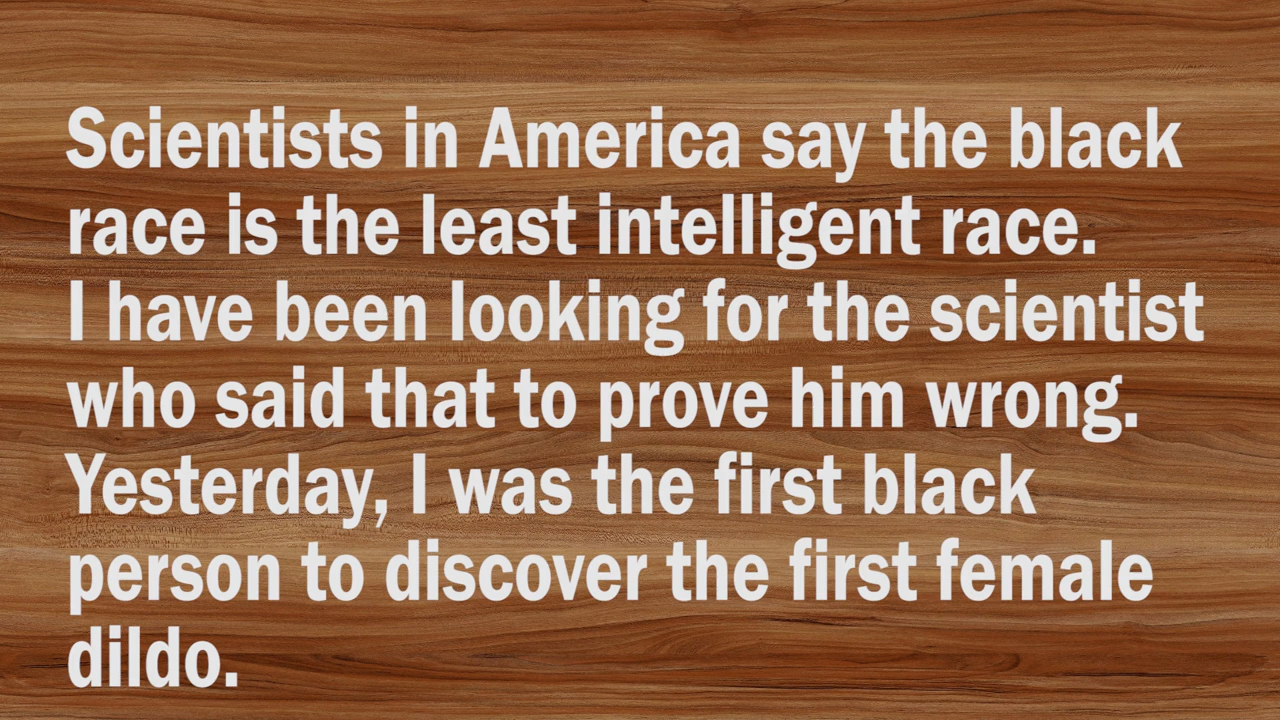 Scientists in America say the black
race is the least intelligent race.
I have been looking for the scientist
who said that to prove him wrong.
Yesterday, I was the first black
person to discover the first female
dildo.